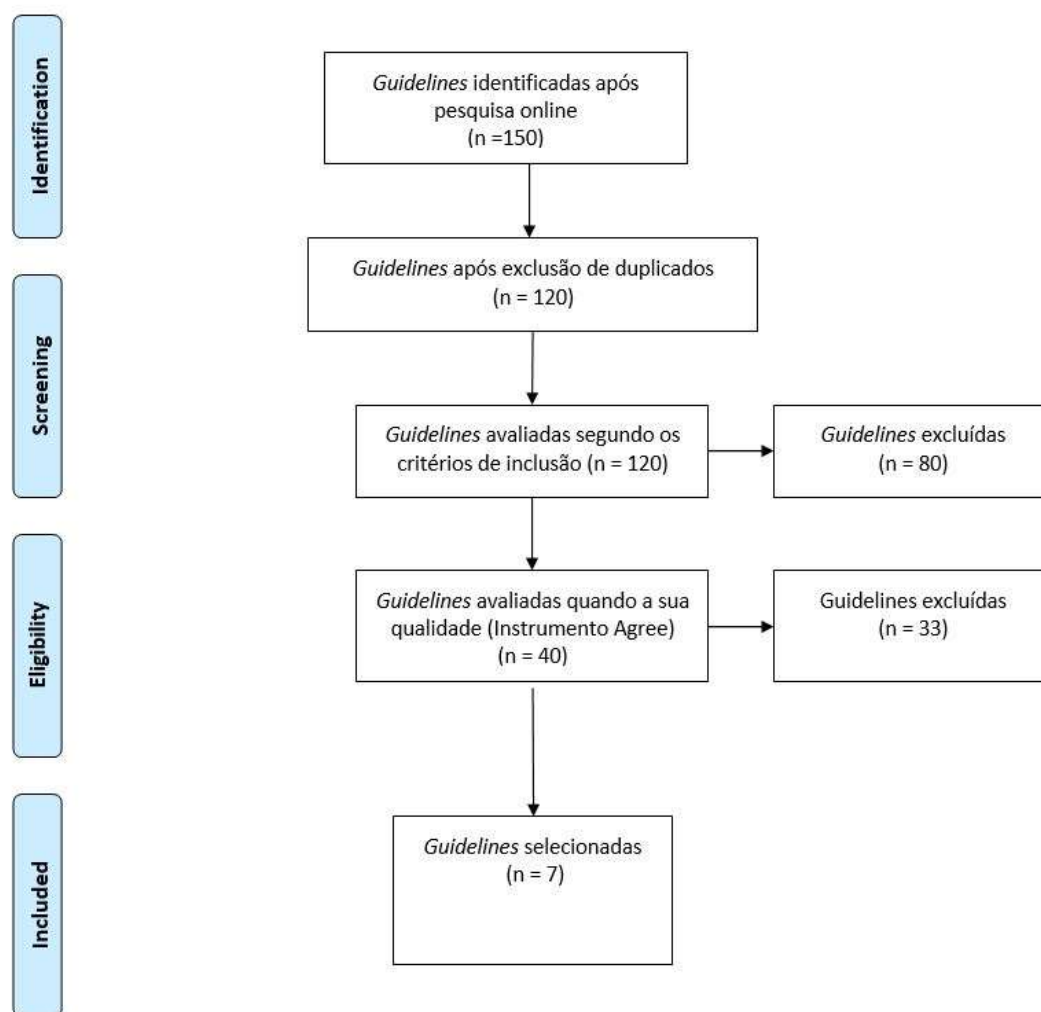 Identification
Guidelines identificadas após
pesquisa online
(n =150)
Guidelines após exclusão de duplicados
(n = 120)
Screening
Guidelines avaliadas segundo os
critérios de inclusão (n = 120)
Guidelines excluídas
(n = 80)
Eligibility
Guidelines avaliadas quando a sua
qualidade (Instrumento Agree)
(n = 40)
Guidelines excluídas
(n = 33)
Included
Guidelines selecionadas
(n = 7)